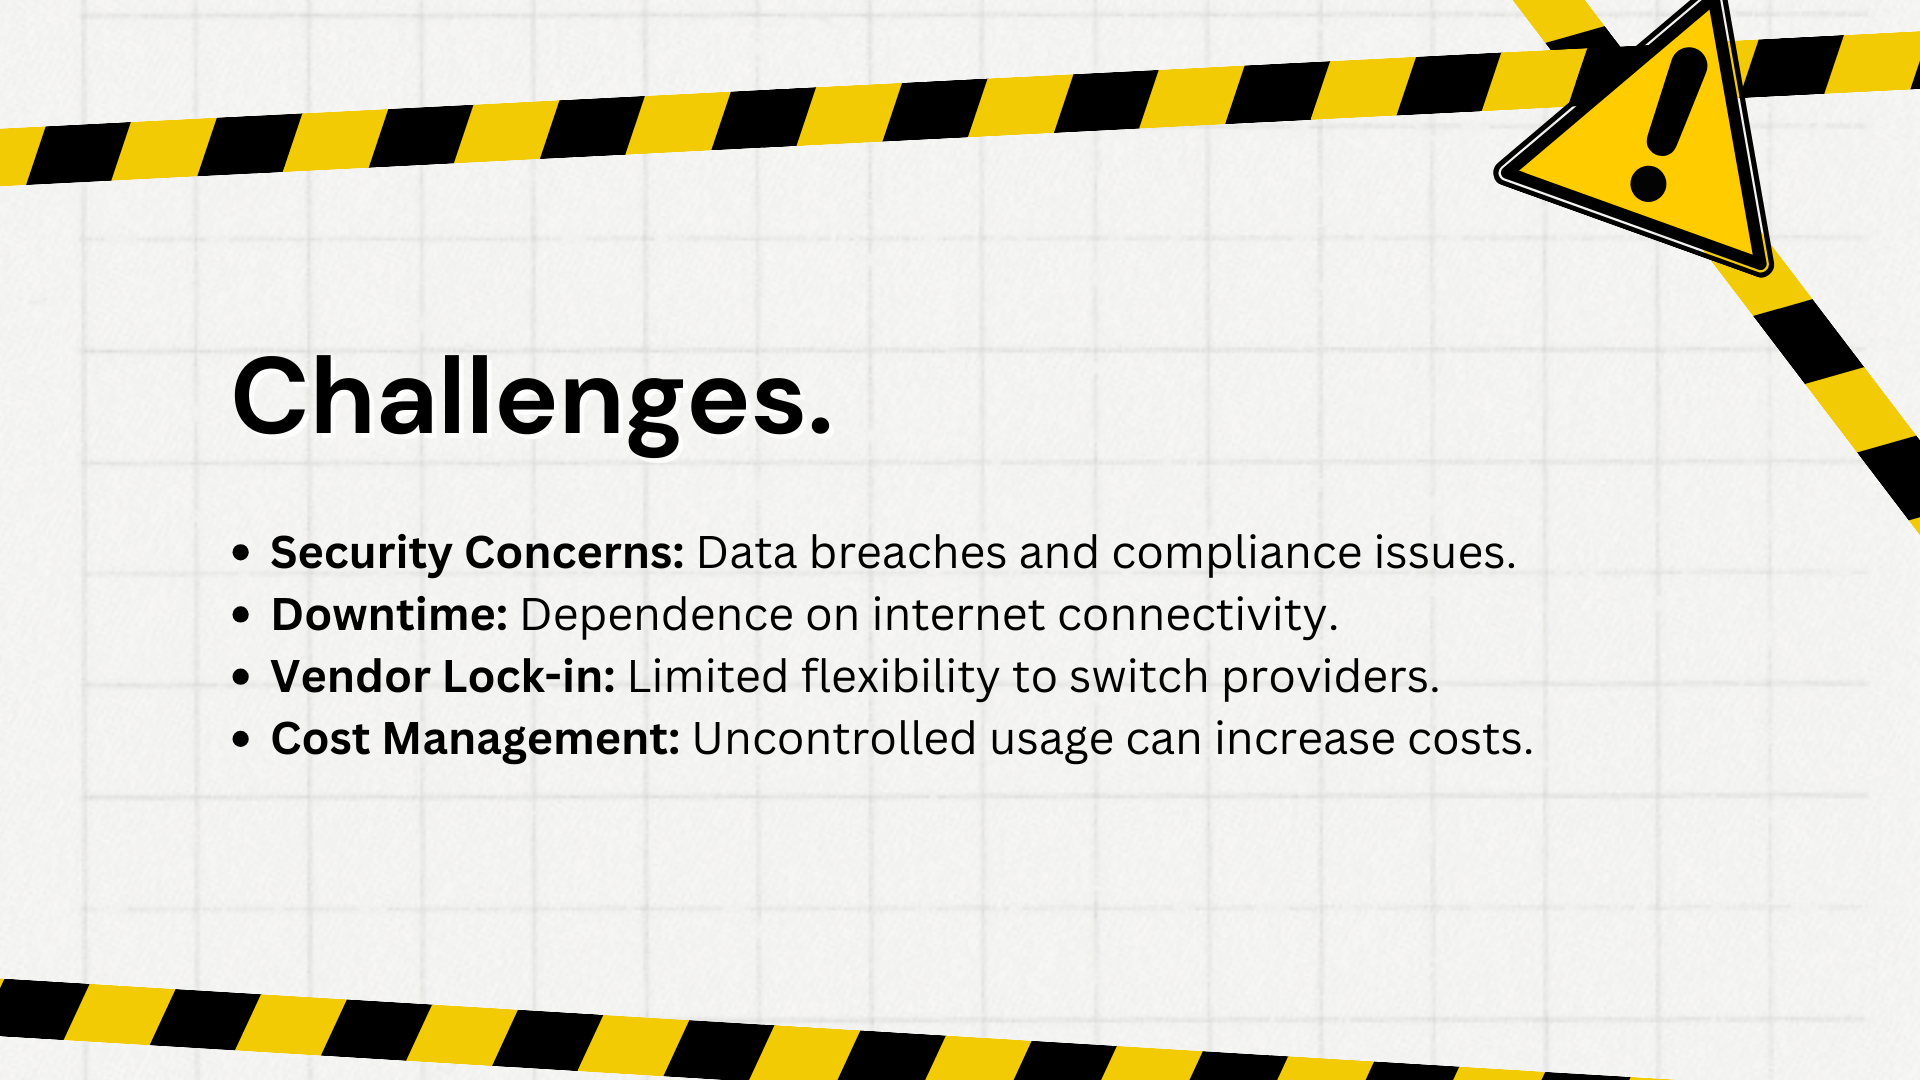 Challenges.
• Security Concerns: Data breaches and compliance issues.
• Downtime: Dependence on internet connectivity.
• Vendor Lock-in: Limited flexibility to switch providers.
• Cost Management: Uncontrolled usage can increase costs.